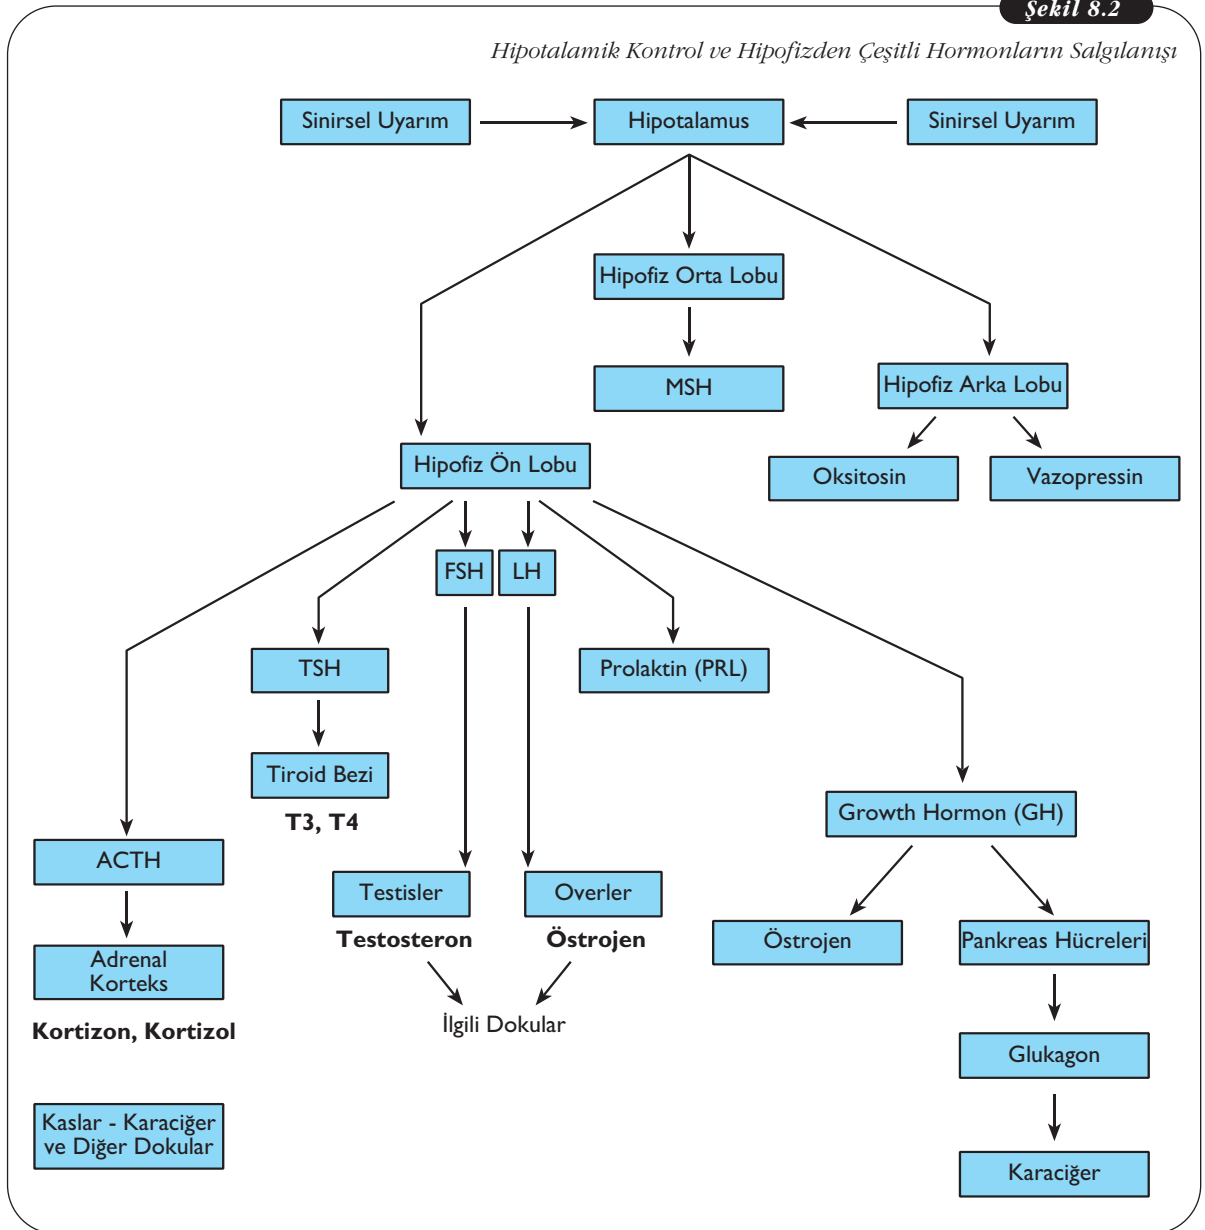 Şekil 8.2
Hipotalamik Kontrol ve Hipofizden Çeşitli Hormonların Salgılanışı
Sinirsel Uyarım
Hipotalamus
Sinirsel Uyarım
Hipofiz Orta Lobu
MSH
Hipofiz Arka Lobu
Oksitosin
Vazopressin
Hipofiz Ön Lobu
FSH
LH
TSH
Prolaktin (PRL)
Tiroid Bezi
T3, T4
Growth Hormon (GH)
ACTH
Testisler
Overler
Testosteron
Östrojen
Östrojen
Pankreas Hücreleri
Adrenal
Korteks
Kortizon, Kortizol
İlgili Dokular
Glukagon
Kaslar - Karaciğer
ve Diğer Dokular
Karaciğer